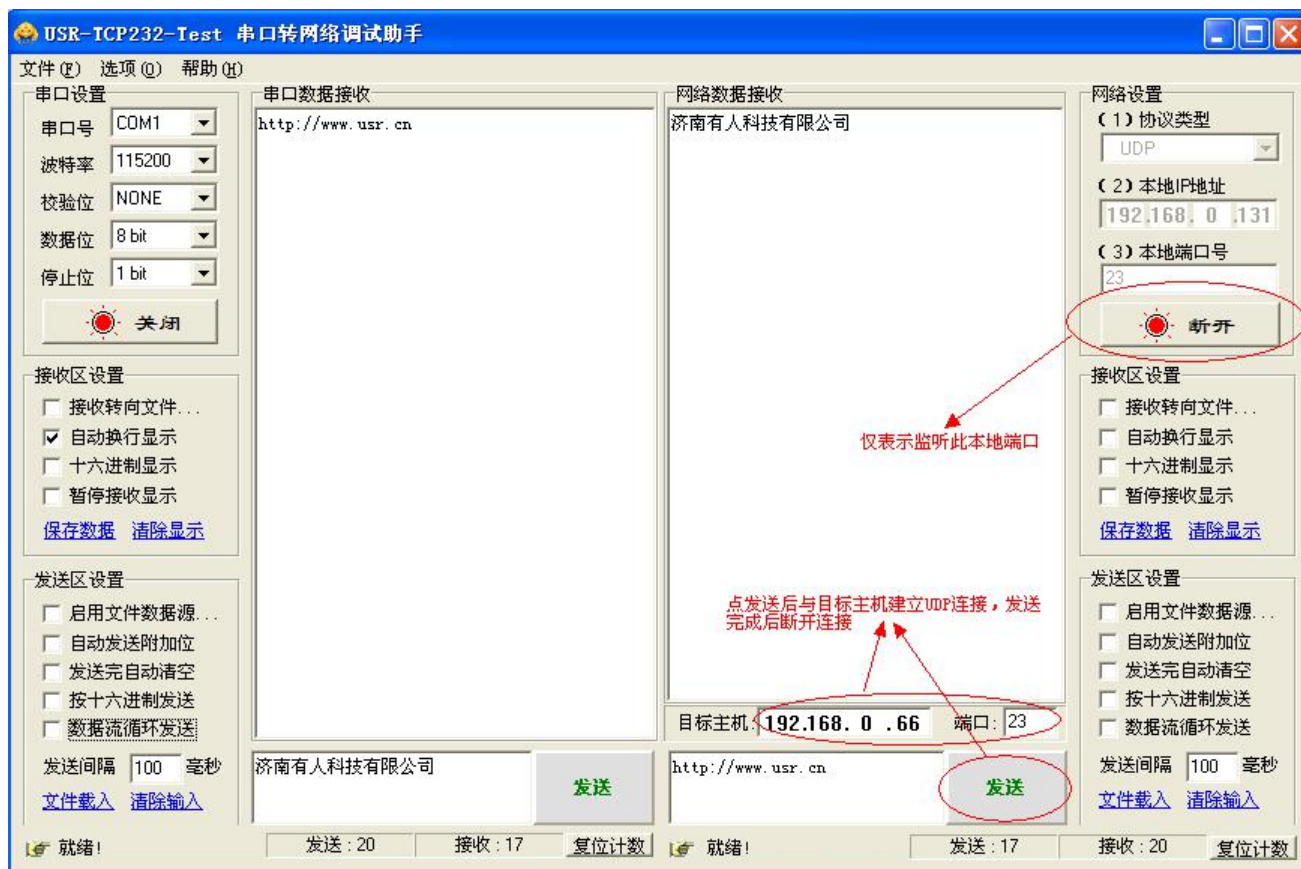 USR-TCP232-Test 串口转网络调试助手
文件(F) 选项(O) 帮助(H)
串口设置
串口号 COM1
波特率 115200
校验位 NONE
数据位 8 bit
停止位 1 bit
关闭
接收区设置
接收转向文件...
自动换行显示
十六进制显示
暂停接收显示
保存数据 清除显示
发送区设置
启用文件数据源...
自动发送附加位
发送完自动清空
按十六进制发送
数据流循环发送
发送间隔 100 毫秒
文件载入 清除输入
串口数据接收
http://www.usr.cn
济南有人科技有限公司
发送
就绪! 发送:20 接收:17 复位计数
网络数据接收
济南有人科技有限公司
仅表示监听此本地端口
点发送后与目标主机建立UDP连接，发送
完成后断开连接
目标主机: 192.168. 0 .66 端口: 23
http://www.usr.cn
发送
网络设置
(1)协议类型
UDP
(2)本地IP地址
192.168. 0 .131
(3)本地端口号
23
断开
接收区设置
接收转向文件...
自动换行显示
十六进制显示
暂停接收显示
保存数据 清除显示
发送区设置
启用文件数据源...
自动发送附加位
发送完自动清空
按十六进制发送
数据流循环发送
发送间隔 100 毫秒
文件载入 清除输入
就绪! 发送:17 接收:20 复位计数